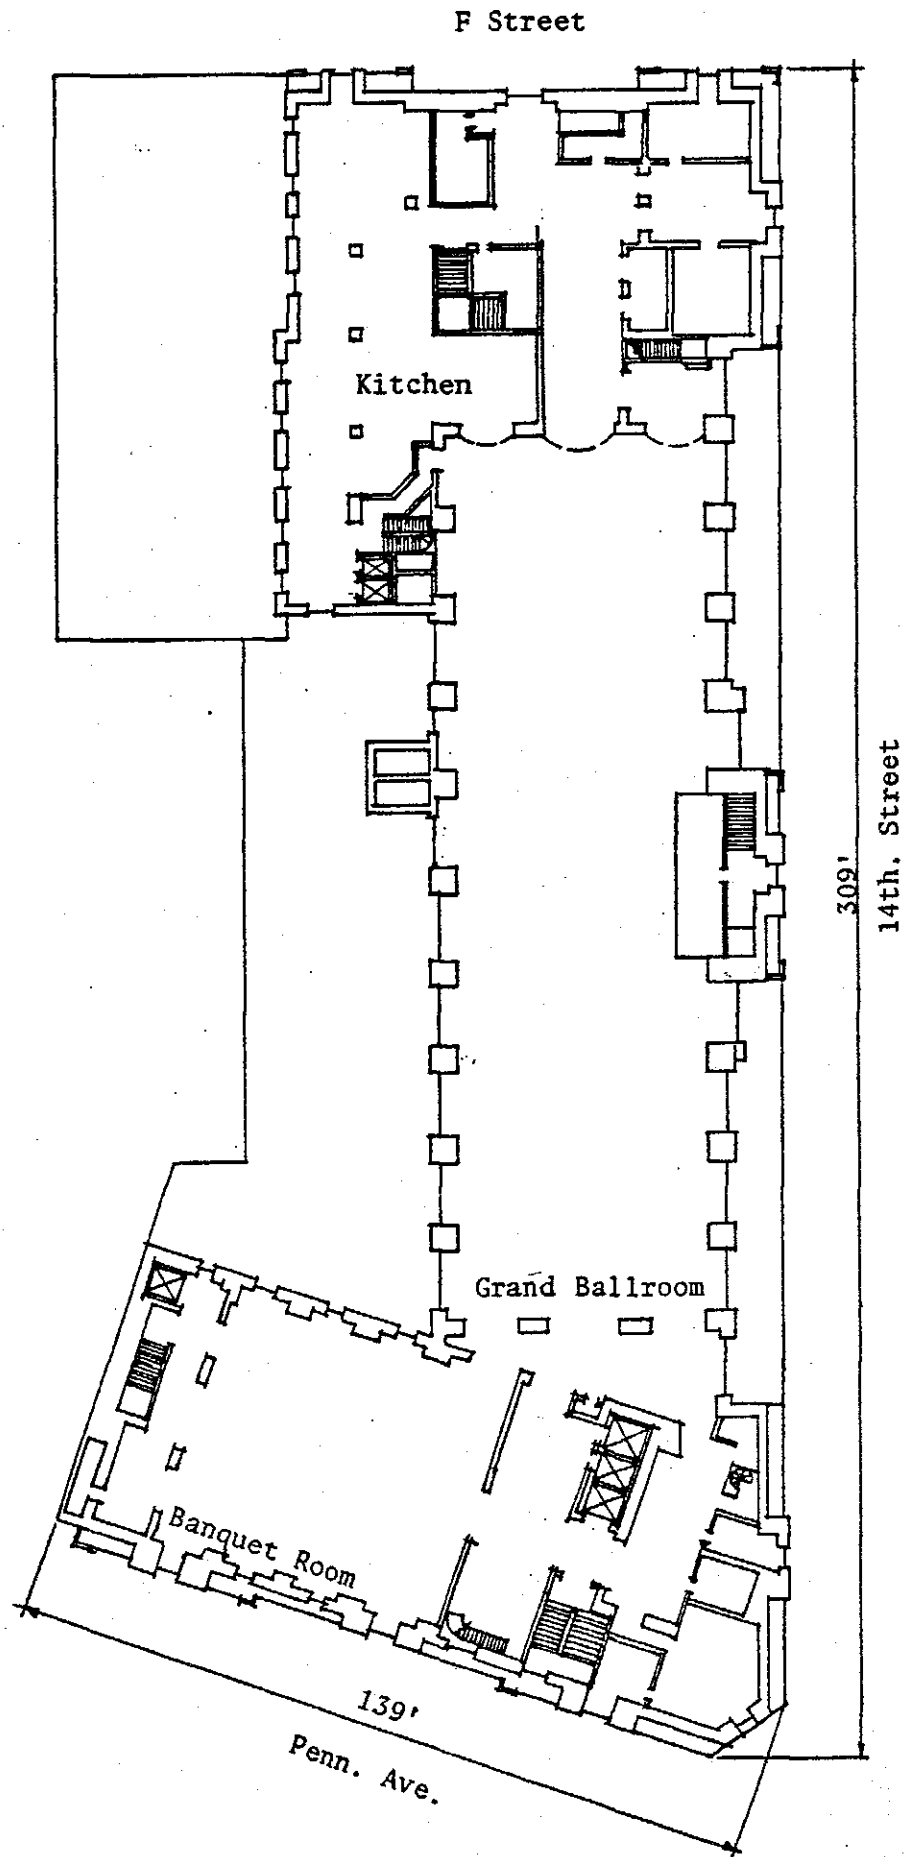 F Street
Kitchen
14th. Street
309'
Grand Ballroom
Banquet Room
139'
Penn. Ave.